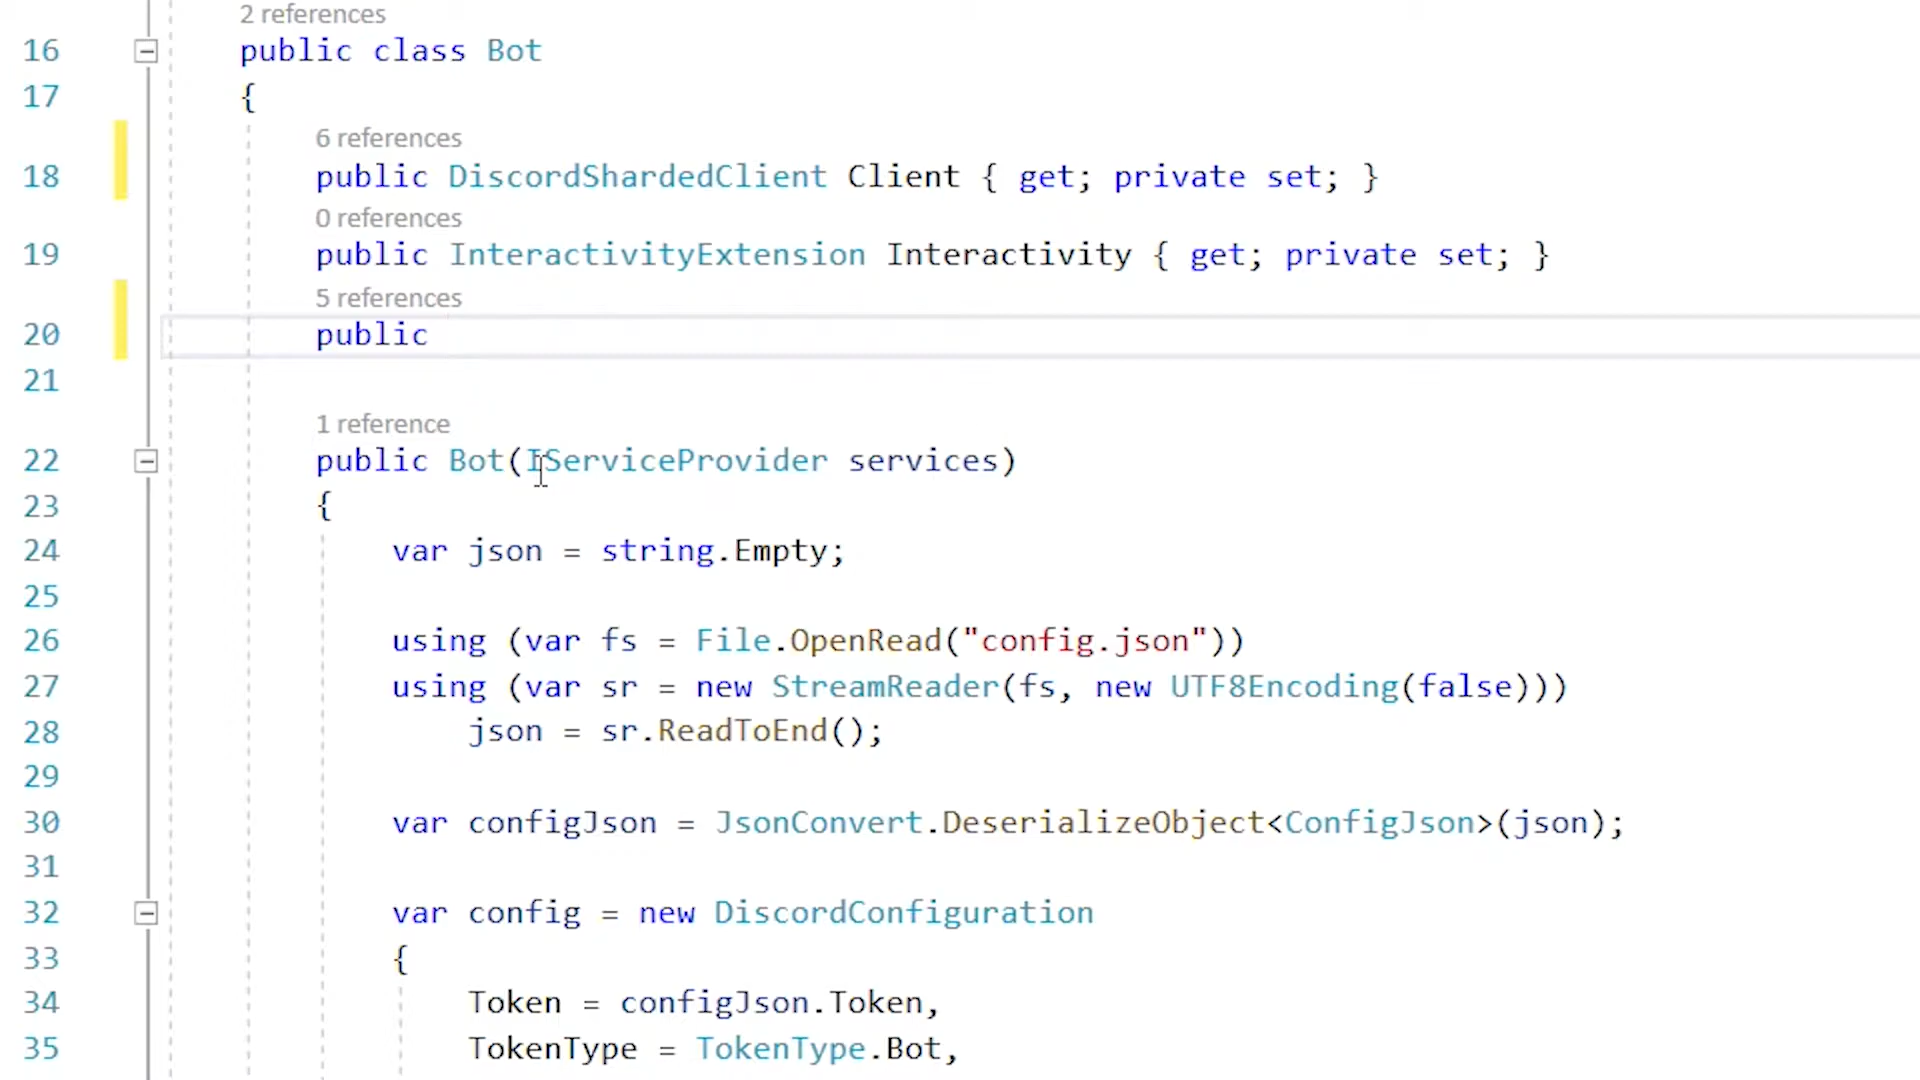 2 references
16 public class Bot
17 {
6 references
18 public DiscordShardedClient Client { get; private set; }
0 references
19 public InteractivityExtension Interactivity { get; private set; }
5 references
20 public
21
1 reference
22 public Bot(IServiceProvider services)
23 {
24 var json = string.Empty;
25
26 using (var fs = File.OpenRead("config.json"))
27 using (var sr = new StreamReader(fs, new UTF8Encoding(false)))
28 json = sr.ReadToEnd();
29
30 var configJson = JsonConvert.DeserializeObject<ConfigJson>(json);
31
32 var config = new DiscordConfiguration
33 {
34 Token = configJson.Token,
35 TokenType = TokenType.Bot,